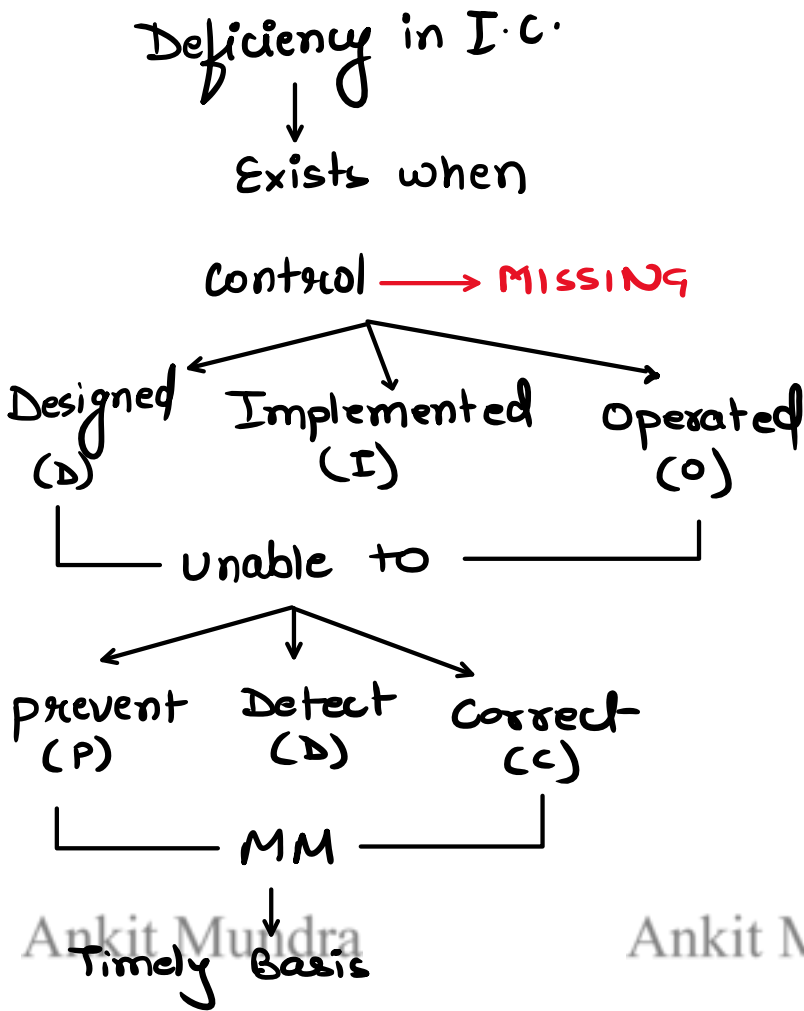 Deficiency in I.C.
Exists when
Control → MISSING
Designed Implemented Operated
(D) (I) (O)
unable to
prevent Detect Correct
(P) (D) (C)
MM
Ankit Mundra Ankit M
Timely Basis